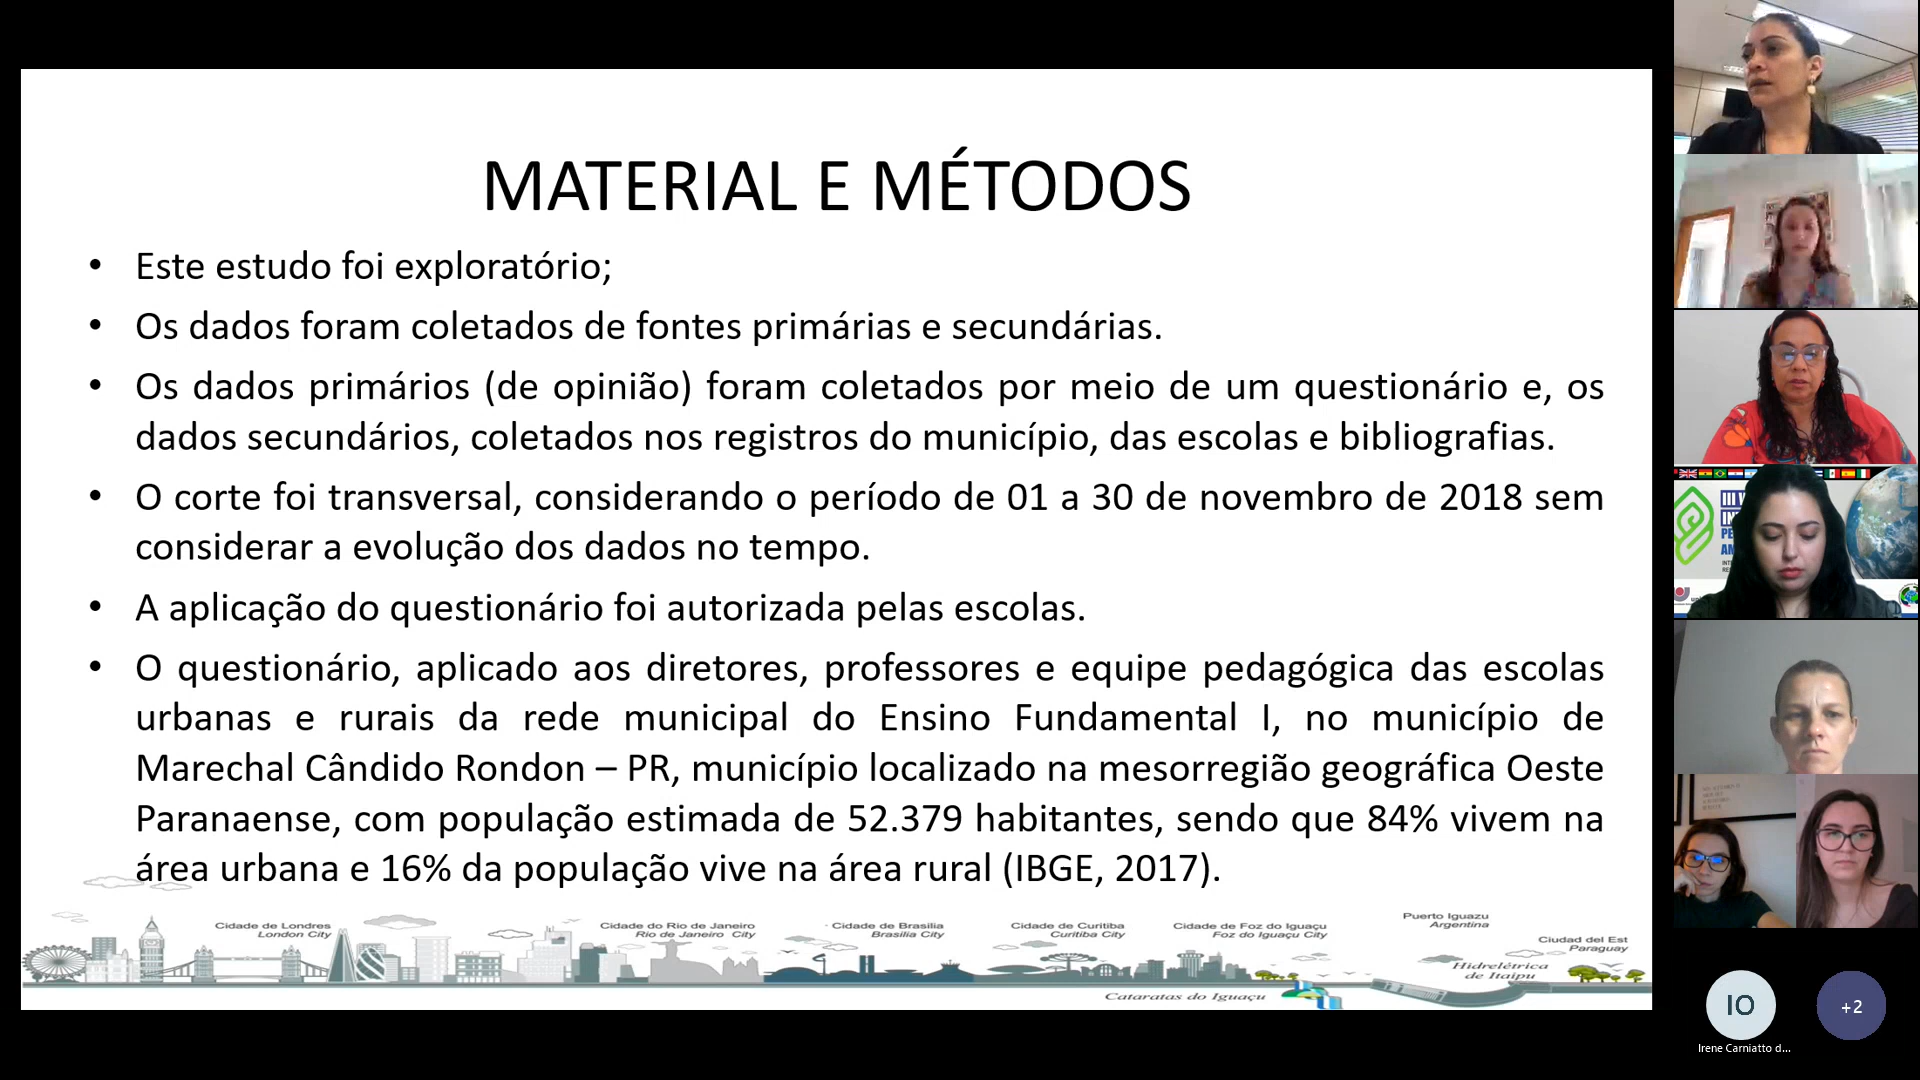 MATERIAL E MÉTODOS
• Este estudo foi exploratório;
• Os dados foram coletados de fontes primárias e secundárias.
• Os dados primários (de opinião) foram coletados por meio de um questionário e, os
dados secundários, coletados nos registros do município, das escolas e bibliografias.
• O corte foi transversal, considerando o período de 01 a 30 de novembro de 2018 sem
considerar a evolução dos dados no tempo.
• A aplicação do questionário foi autorizada pelas escolas.
• O questionário, aplicado aos diretores, professores e equipe pedagógica das escolas
urbanas e rurais da rede municipal do Ensino Fundamental I, no município de
Marechal Cândido Rondon – PR, município localizado na mesorregião geográfica Oeste
Paranaense, com população estimada de 52.379 habitantes, sendo que 84% vivem na
área urbana e 16% da população vive na área rural (IBGE, 2017).
Cidade de Londres
London City
Cidade do Rio de Janeiro
Rio de Janeiro City
Cidade de Brasília
Brasilia City
Cidade de Curitiba
Curitiba City
Cidade de Foz do Iguaçu
Foz do Iguaçu City
Puerto Iguazu
Argentina
Ciudad del Est
Paraguay
Hidrelétrica
de Itaipu
Cataratas do Iguaçu
III
IO
+2
Irene Carniatto d...